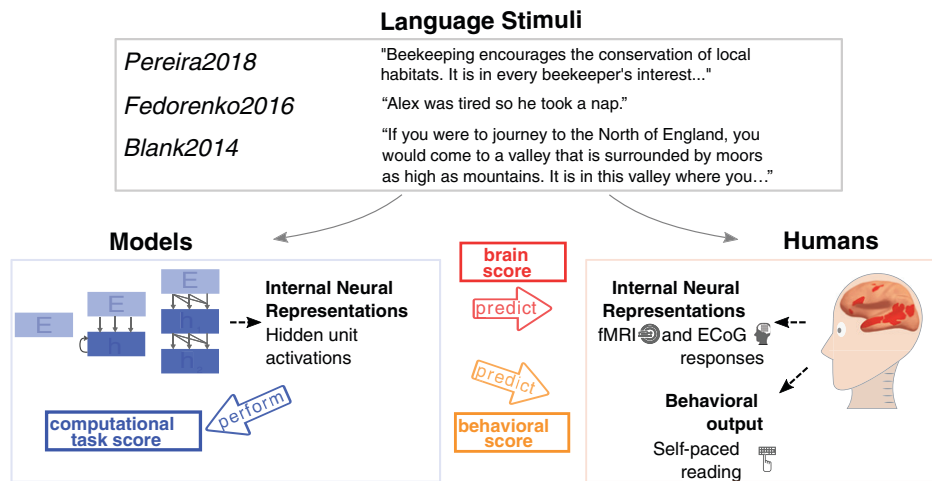 Language Stimuli
Pereira2018
"Beekeeping encourages the conservation of local
habitats. It is in every beekeeper's interest..."
Fedorenko2016
“Alex was tired so he took a nap.”
Blank2014
“If you were to journey to the North of England, you
would come to a valley that is surrounded by moors
as high as mountains. It is in this valley where you…”
Models
E
E
h
E
h
h
Internal Neural
Representations
Hidden unit
activations
perform
computational
task score
brain
score
predict
predict
behavioral
score
Humans
Internal Neural
Representations
fMRI and ECoG
responses
Behavioral
output
Self-paced
reading